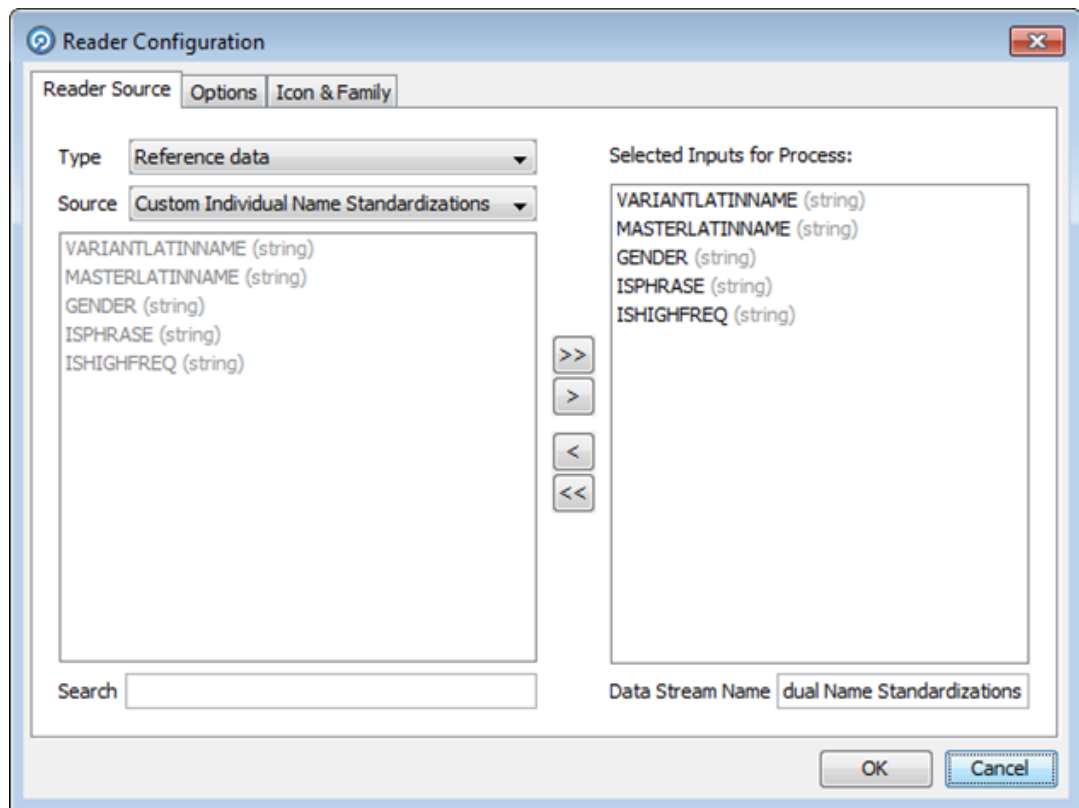 Reader Configuration
Reader Source
Options
Icon & Family
Type
Reference data
Source
Custom Individual Name Standardizations
VARIANTLATINNAME (string)
MASTERLATINNAME (string)
GENDER (string)
ISPHRASE (string)
ISHIGHFREQ (string)
Search
>>
>
<
<<
Selected Inputs for Process:
VARIANTLATINNAME (string)
MASTERLATINNAME (string)
GENDER (string)
ISPHRASE (string)
ISHIGHFREQ (string)
Data Stream Name
dual Name Standardizations
OK
Cancel